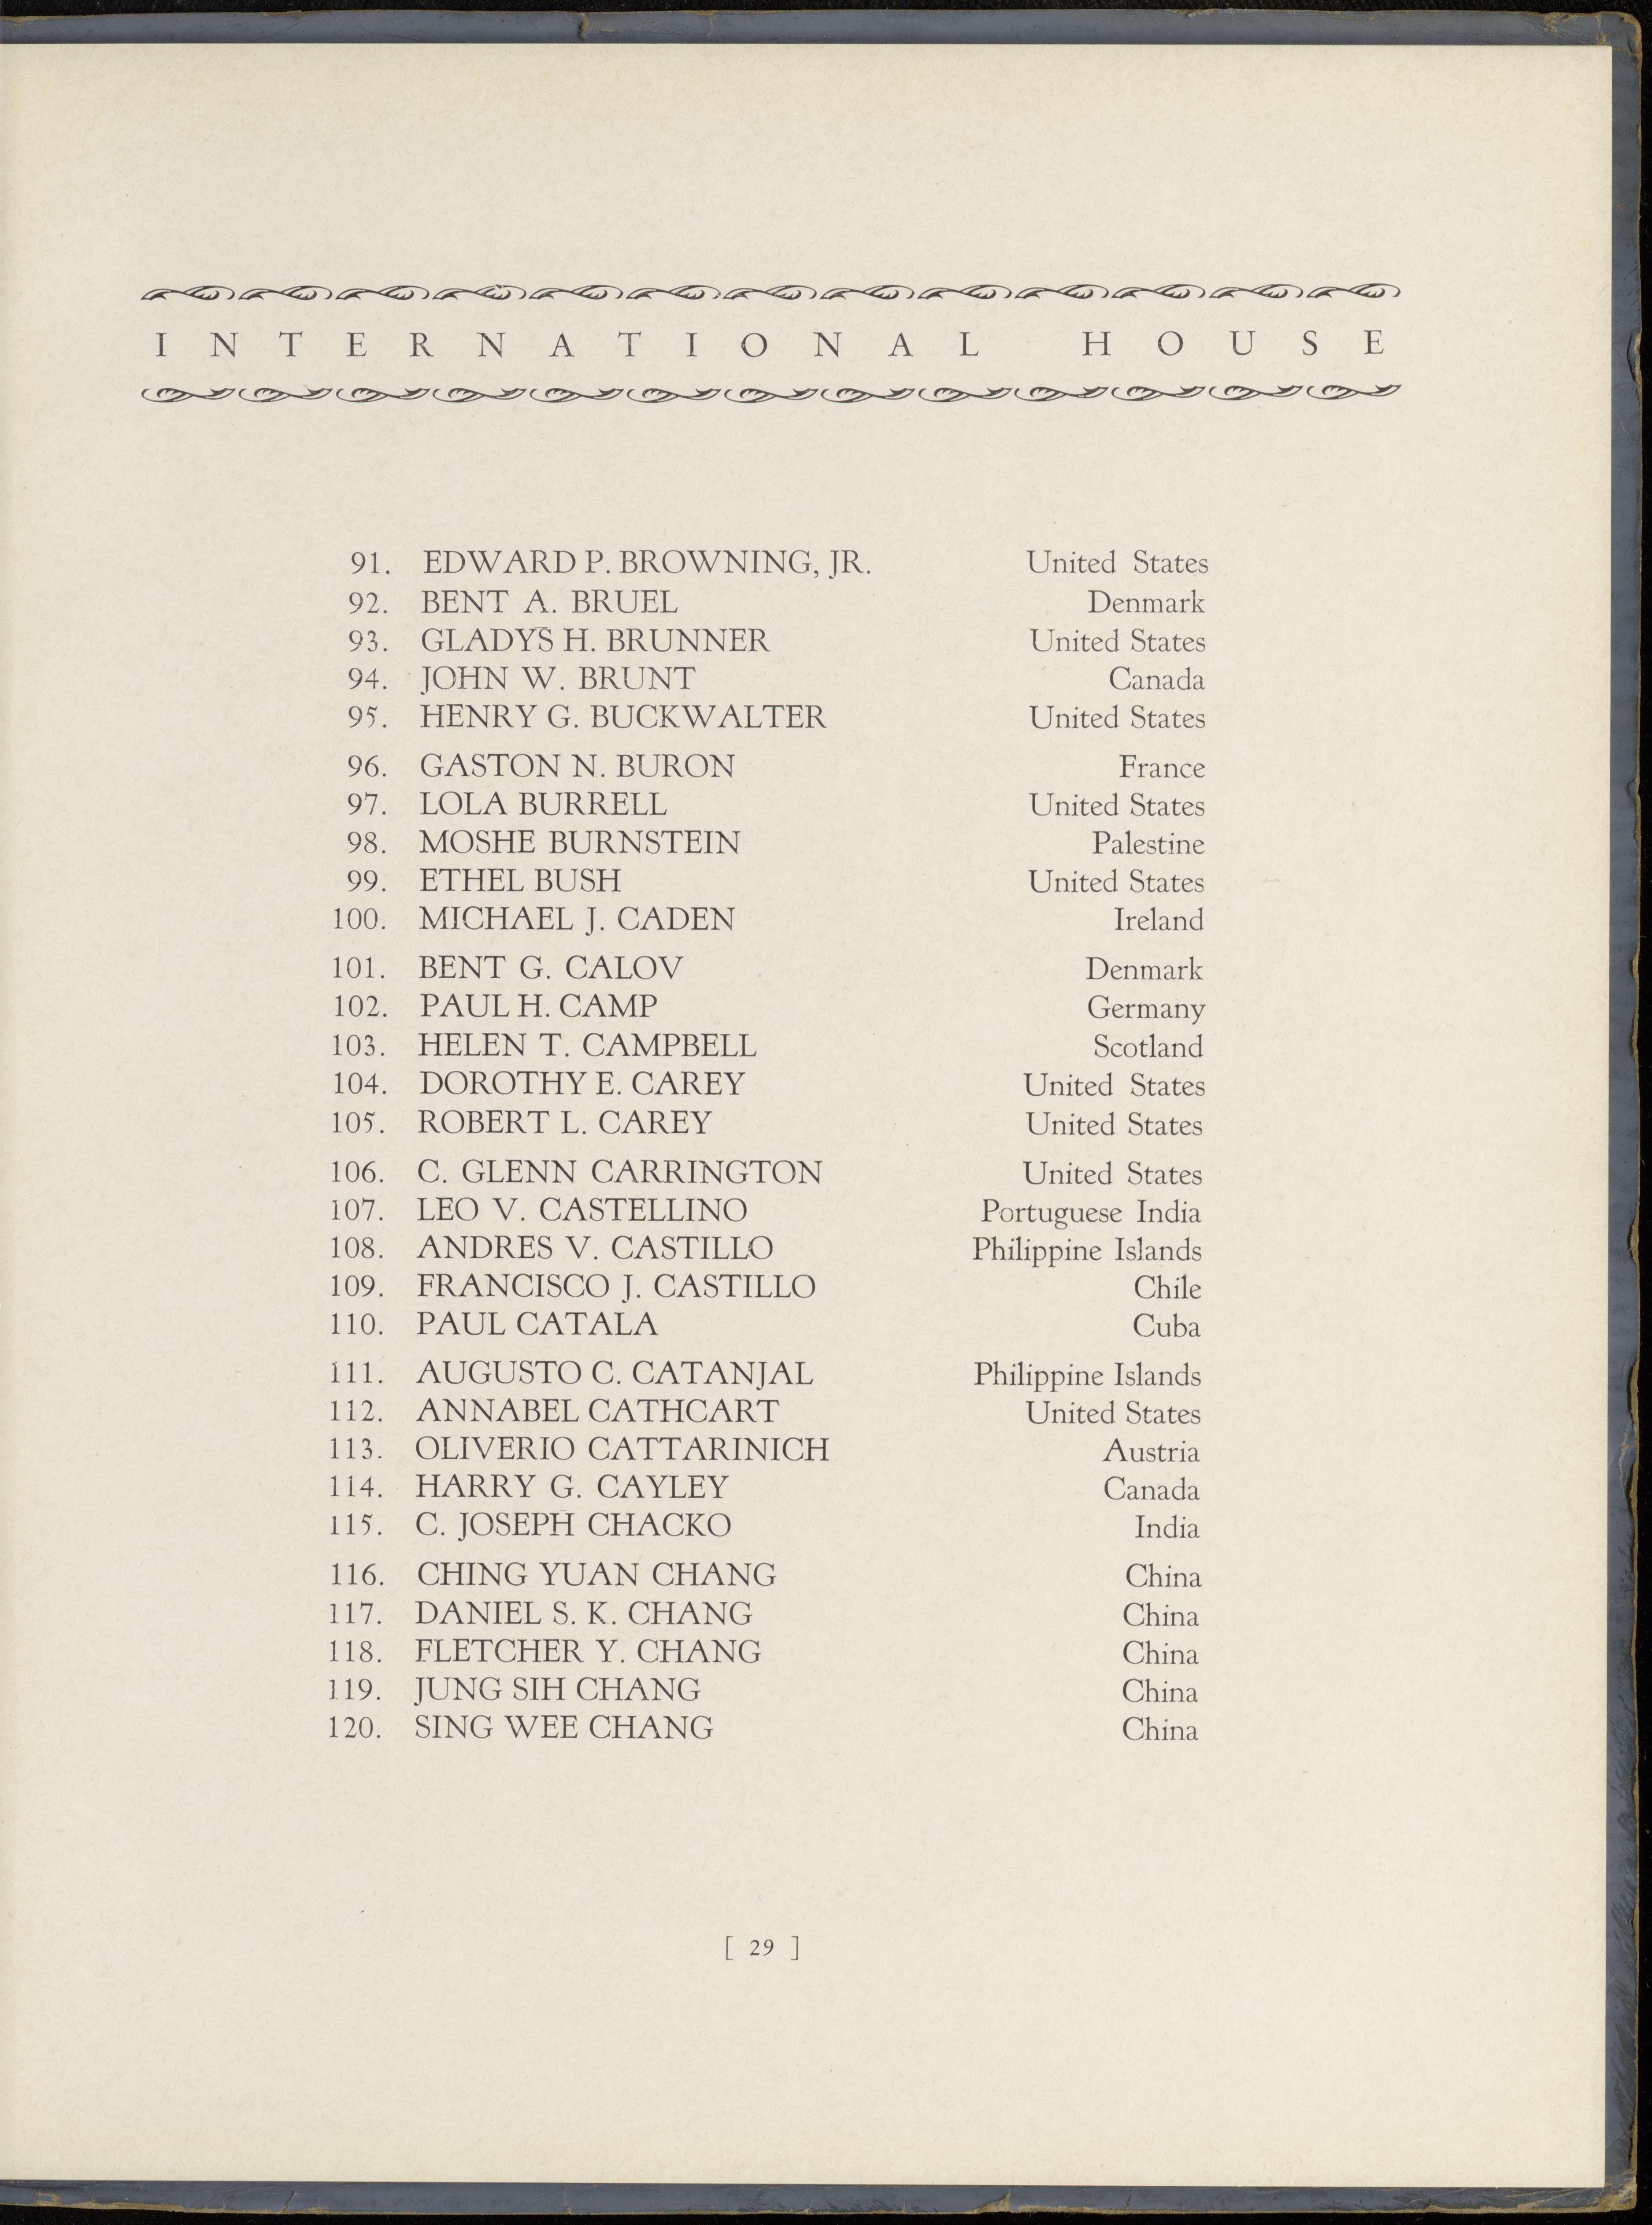 INTERNATIONAL HOUSE
91. EDWARD P. BROWNING, JR. United States
92. BENT A. BRUEL Denmark
93. GLADYS H. BRUNNER United States
94. JOHN W. BRUNT Canada
95. HENRY G. BUCKWALTER United States
96. GASTON N. BURON France
97. LOLA BURRELL United States
98. MOSHE BURNSTEIN Palestine
99. ETHEL BUSH United States
100. MICHAEL J. CADEN Ireland
101. BENT G. CALOV Denmark
102. PAUL H. CAMP Germany
103. HELEN T. CAMPBELL Scotland
104. DOROTHY E. CAREY United States
105. ROBERT L. CAREY United States
106. C. GLENN CARRINGTON United States
107. LEO V. CASTELLINO Portuguese India
108. ANDRES V. CASTILLO Philippine Islands
109. FRANCISCO J. CASTILLO Chile
110. PAUL CATALA Cuba
111. AUGUSTO C. CATANJAL Philippine Islands
112. ANNABEL CATHCART United States
113. OLIVERIO CATTARINICH Austria
114. HARRY G. CAYLEY Canada
115. C. JOSEPH CHACKO India
116. CHING YUAN CHANG China
117. DANIEL S. K. CHANG China
118. FLETCHER Y. CHANG China
119. JUNG SIH CHANG China
120. SING WEE CHANG China
[ 29 ]